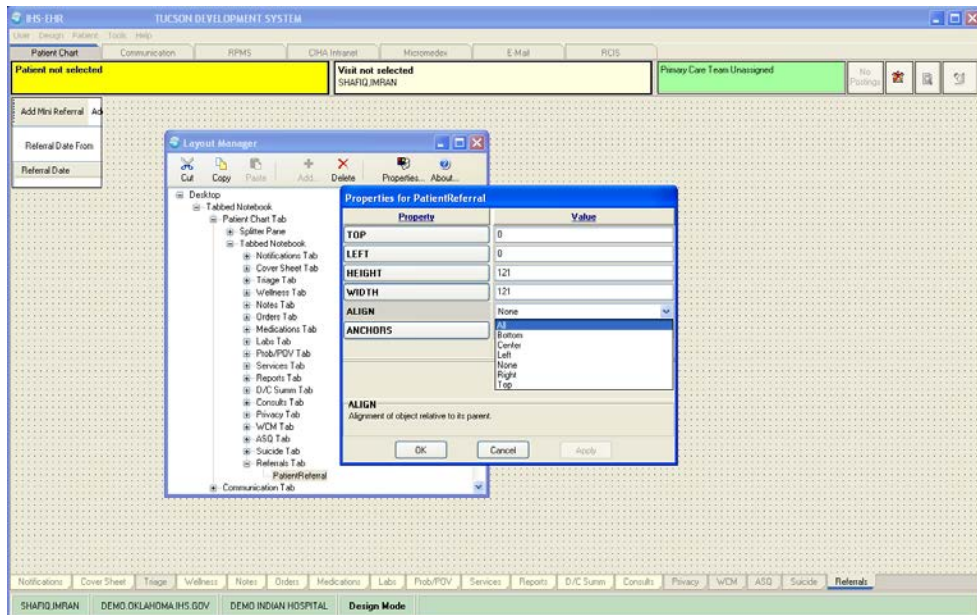 IHS-EHR TUCSON DEVELOPMENT SYSTEM
User Design Patient Tools Help
Patient Chart Communication RPMS CIHA Intranet Micromedex E-Mail RCIS
Patient not selected
Visit not selected
SHAFIQ,IMRAN
Primary Care Team Unassigned
No Postings
Add Mini Referral Ad
Referral Date From
Referral Date
Layout Manager
Cut Copy Paste Add... Delete Properties... About...
Desktop
Tabbed Notebook
Patient Chart Tab
Splitter Pane
Tabbed Notebook
Notifications Tab
Cover Sheet Tab
Triage Tab
Wellness Tab
Notes Tab
Orders Tab
Medications Tab
Labs Tab
Prob/POV Tab
Services Tab
Reports Tab
D/C Summ Tab
Consults Tab
Privacy Tab
WCM Tab
ASQ Tab
Suicide Tab
Referrals Tab
PatientReferral
Communication Tab
Properties for PatientReferral
Property Value
TOP 0
LEFT 0
HEIGHT 121
WIDTH 121
ALIGN None
ANCHORS
All
Bottom
Center
Left
None
Right
Top
ALIGN
Alignment of object relative to its parent.
OK Cancel Apply
Notifications Cover Sheet Triage Wellness Notes Orders Medications Labs Prob/POV Services Reports D/C Summ Consults Privacy WCM ASQ Suicide Referrals
SHAFIQ,IMRAN DEMO.OKLAHOMA.IHS.GOV DEMO INDIAN HOSPITAL Design Mode